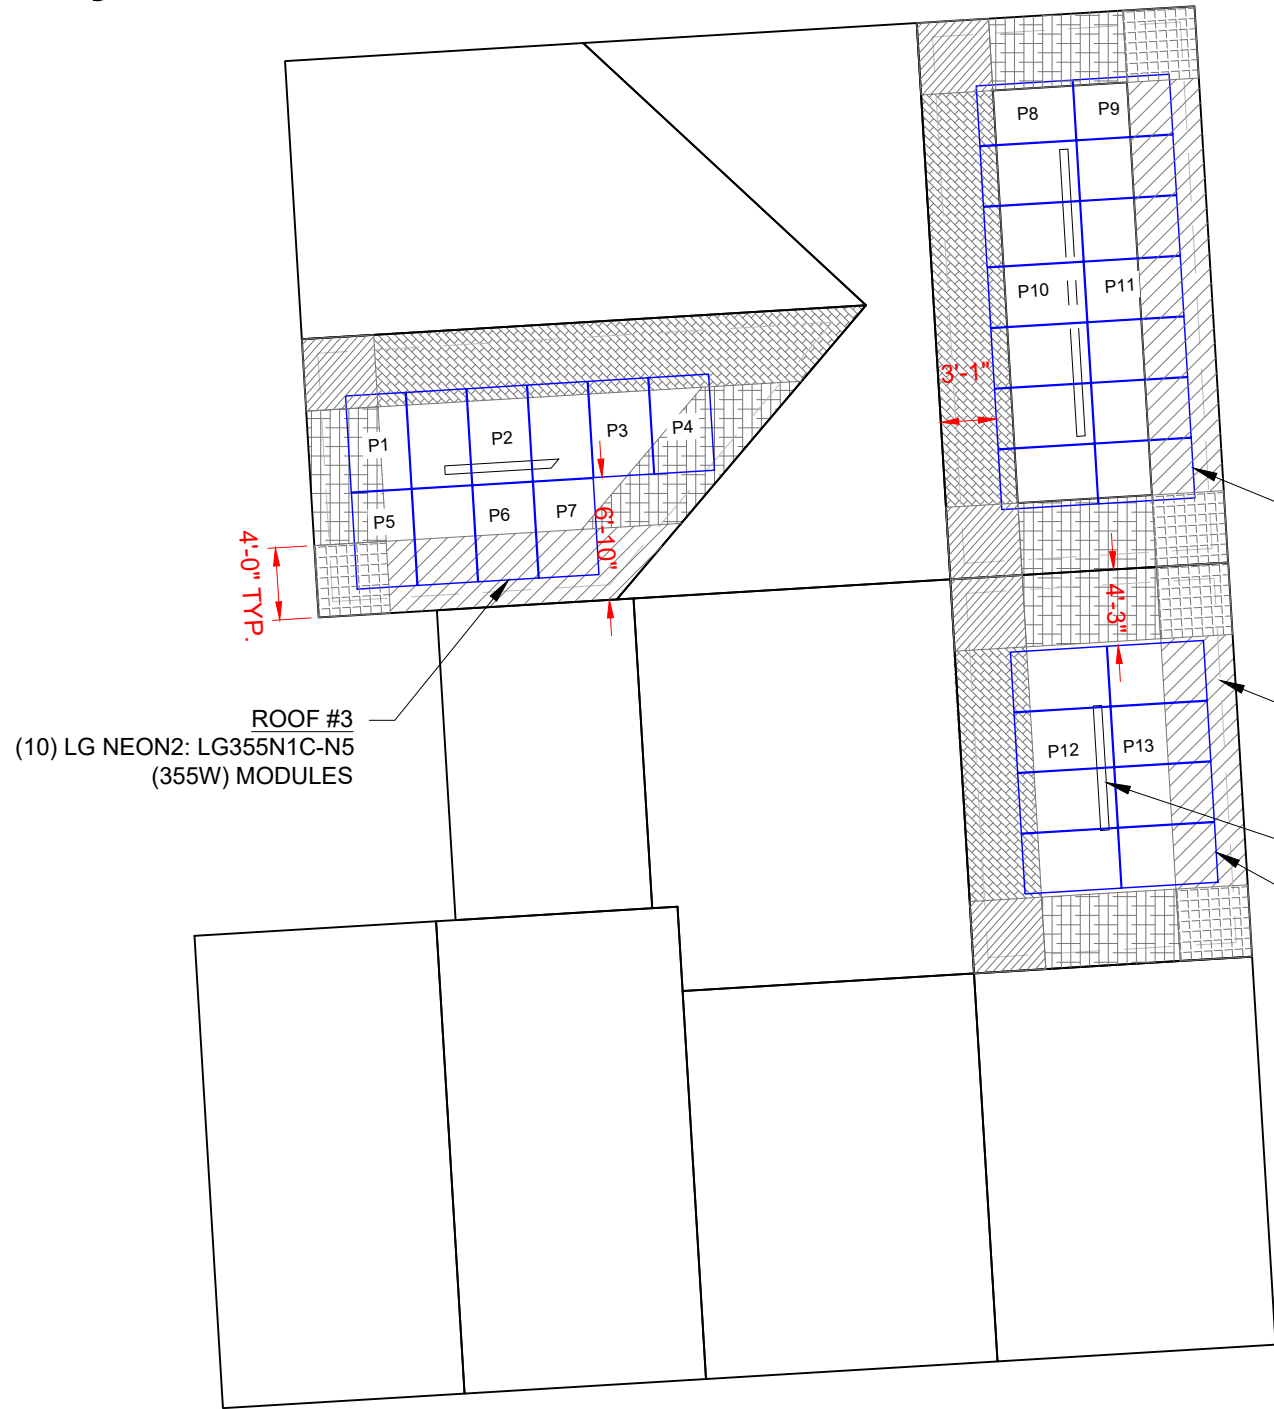 P8
P9
P10
P11
3'-1"
P1
P2
P3
P4
P5
P6
P7
6'-10"
4'-0" TYP.
4'-3"
ROOF #3
(10) LG NEON2: LG355N1C-N5
(355W) MODULES
P12
P13